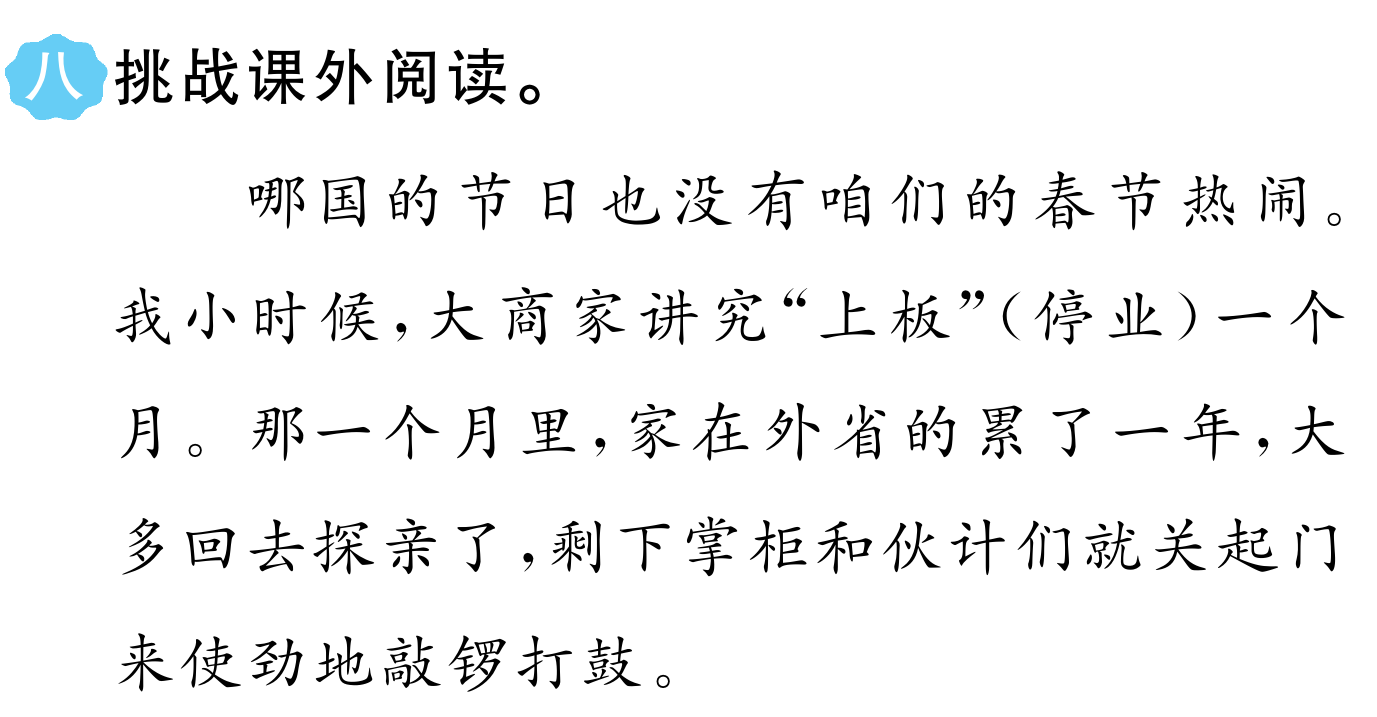 八 挑战课外阅读。
哪国的节日也没有咱们的春节热闹。
我小时候,大商家讲究“上板”(停业)一个
月。那一个月里,家在外省的累了一年,大
多回去探亲了,剩下掌柜和伙计们就关起门
来使劲地敲锣打鼓。